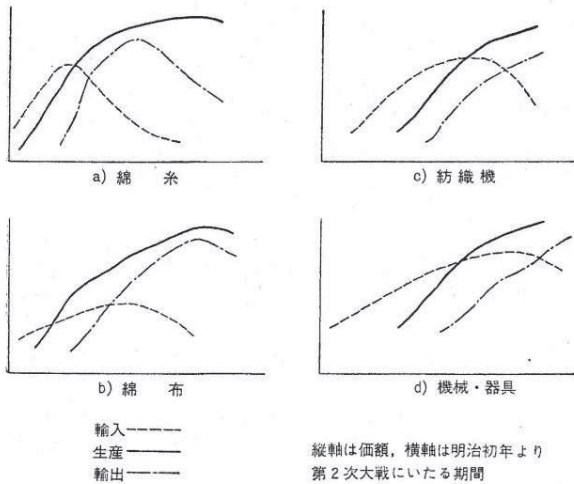 a) 綿 糸
c) 紡織機
b) 綿 布
d) 機械・器具
輸入
生産
輸出
縦軸は価額，横軸は明治初年より
第2次大戦にいたる期間